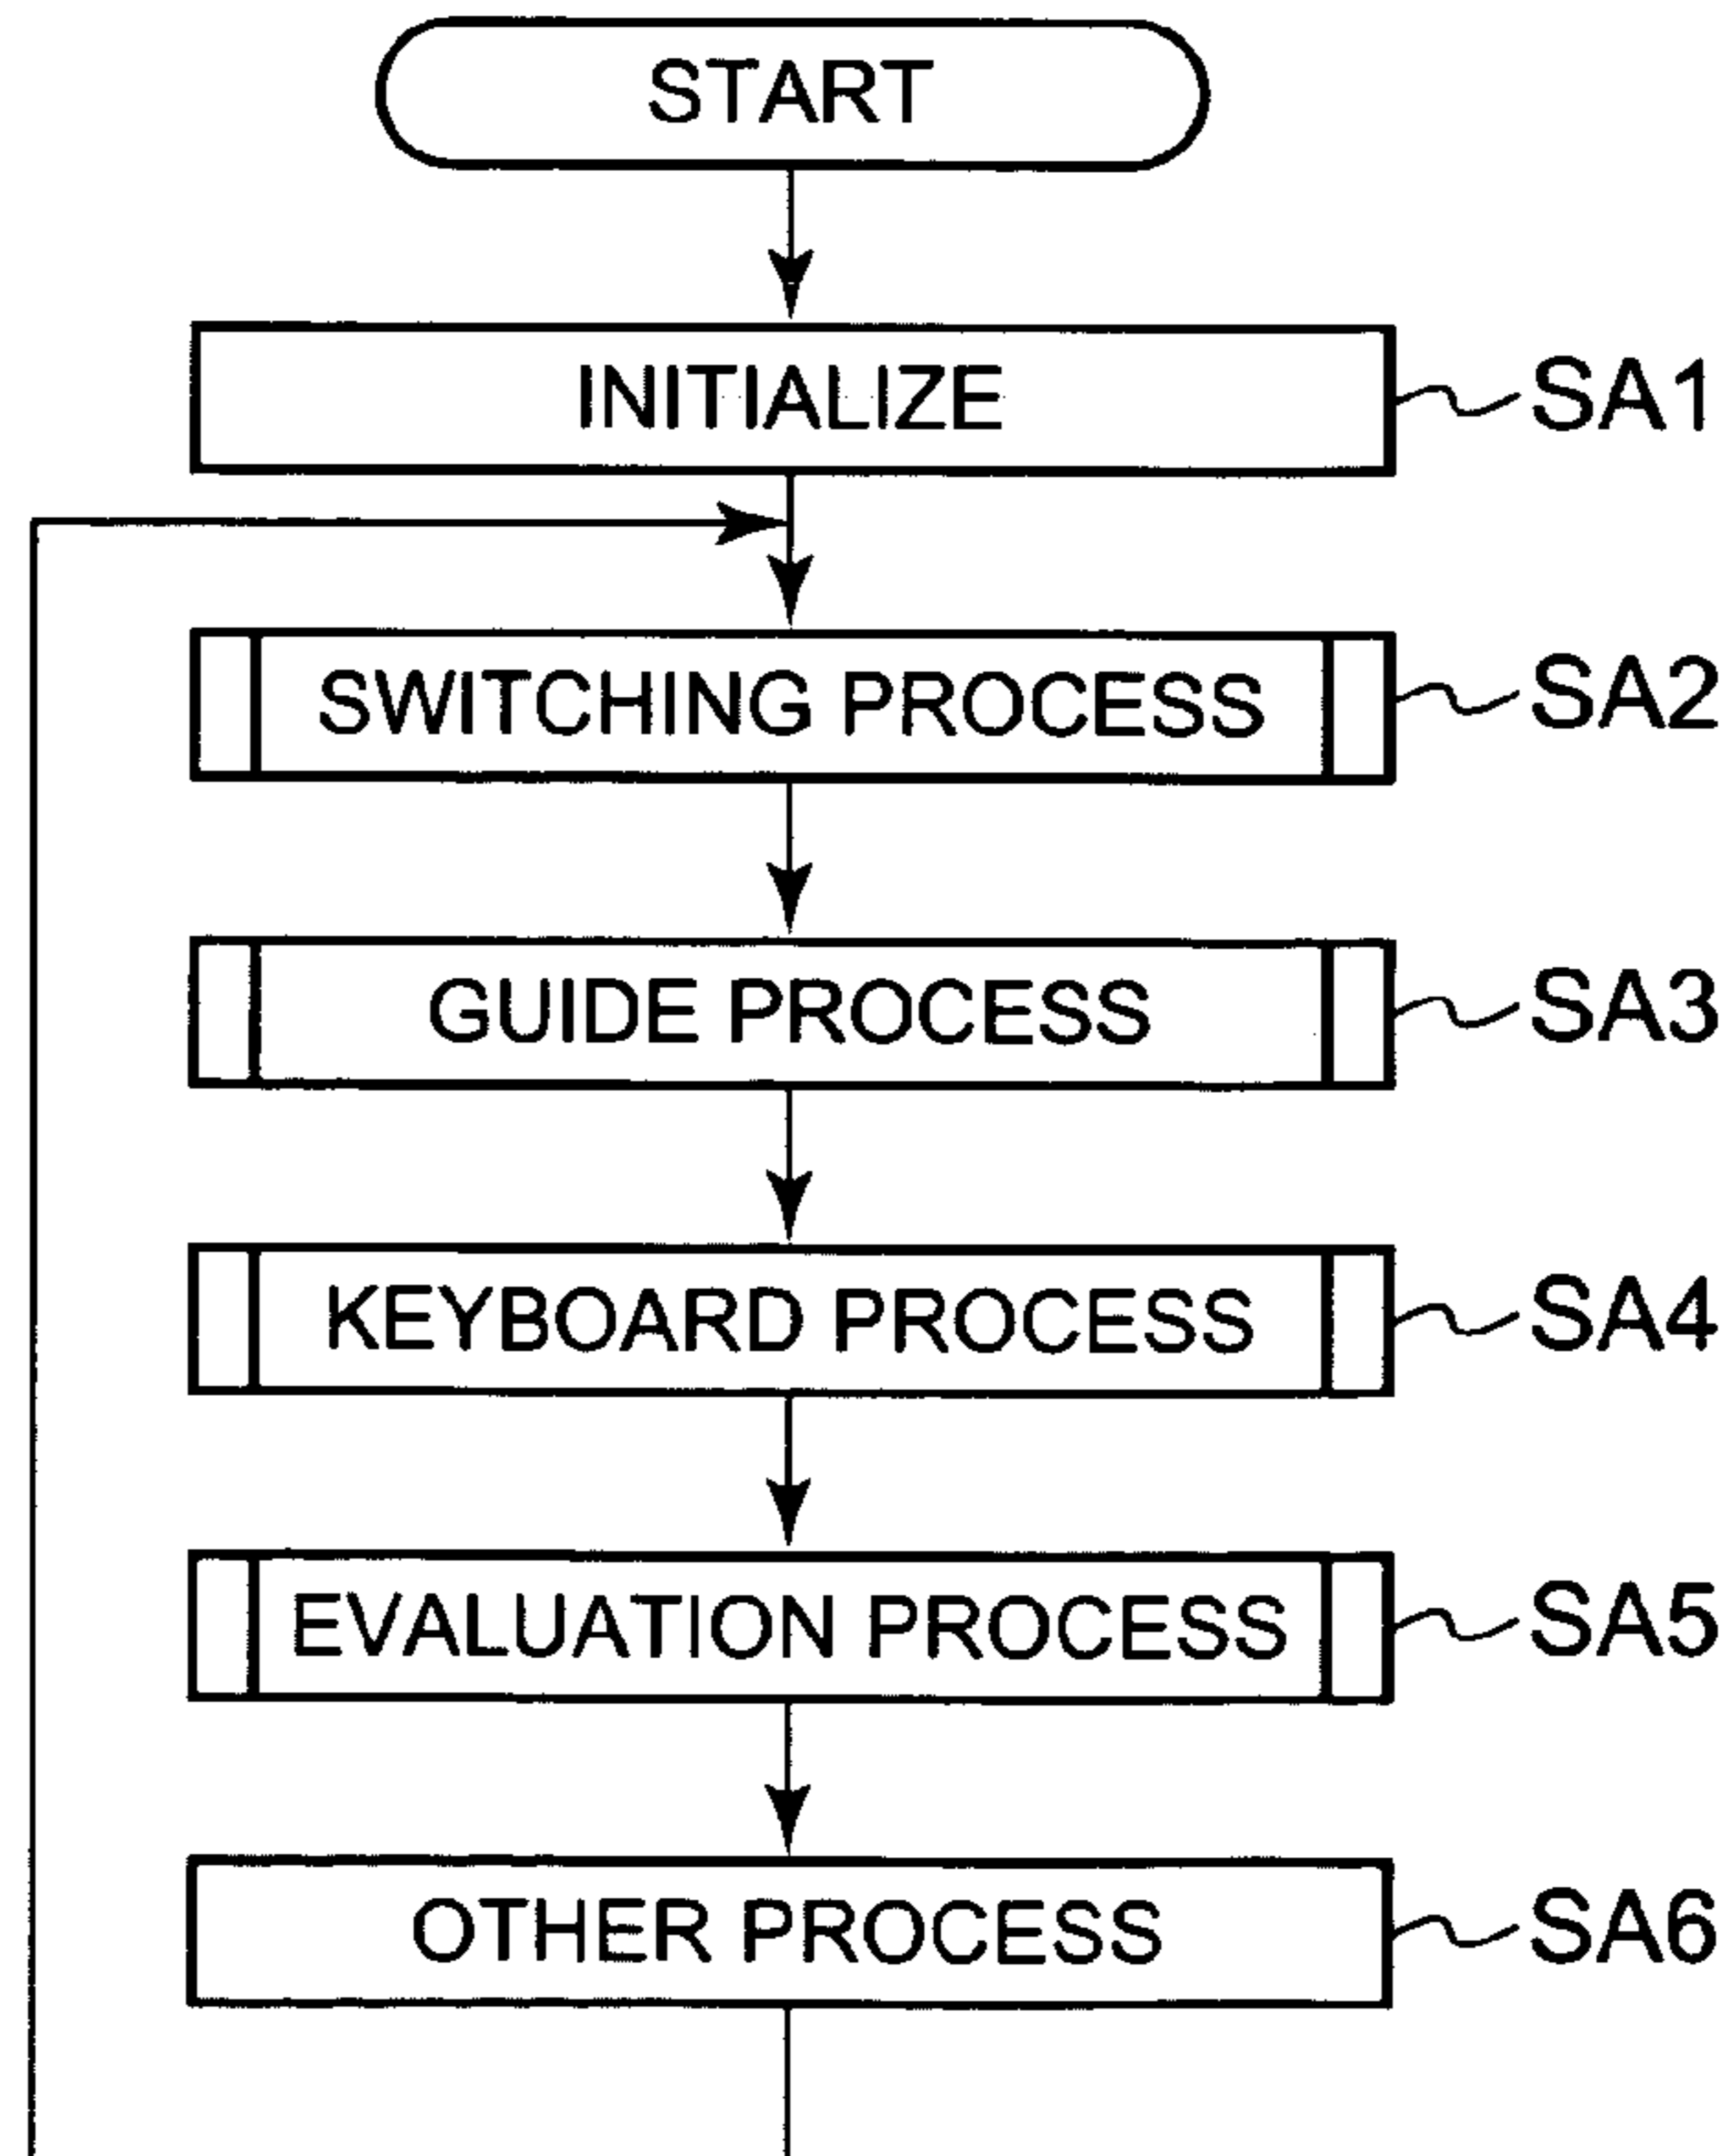 START
INITIALIZE
SA1
SWITCHING PROCESS
SA2
GUIDE PROCESS
SA3
KEYBOARD PROCESS
SA4
EVALUATION PROCESS
SA5
OTHER PROCESS
SA6